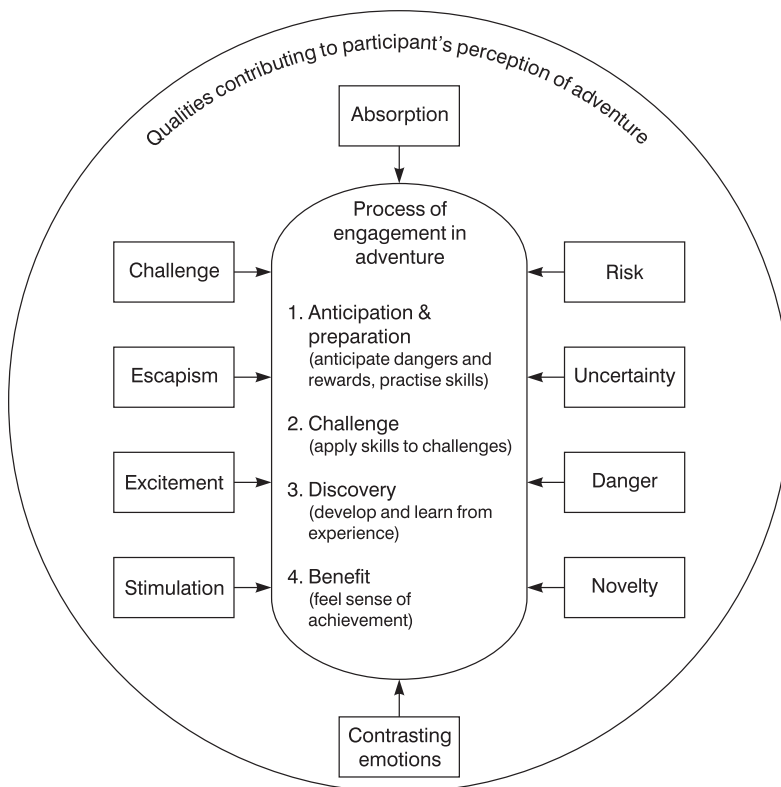 Qualities contributing to participant's perception of adventure
Absorption
Process of
engagement in
adventure
Challenge
Escapism
Excitement
Stimulation
1. Anticipation &
preparation
(anticipate dangers and
rewards, practise skills)
2. Challenge
(apply skills to challenges)
3. Discovery
(develop and learn from
experience)
4. Benefit
(feel sense of
achievement)
Risk
Uncertainty
Danger
Novelty
Contrasting
emotions